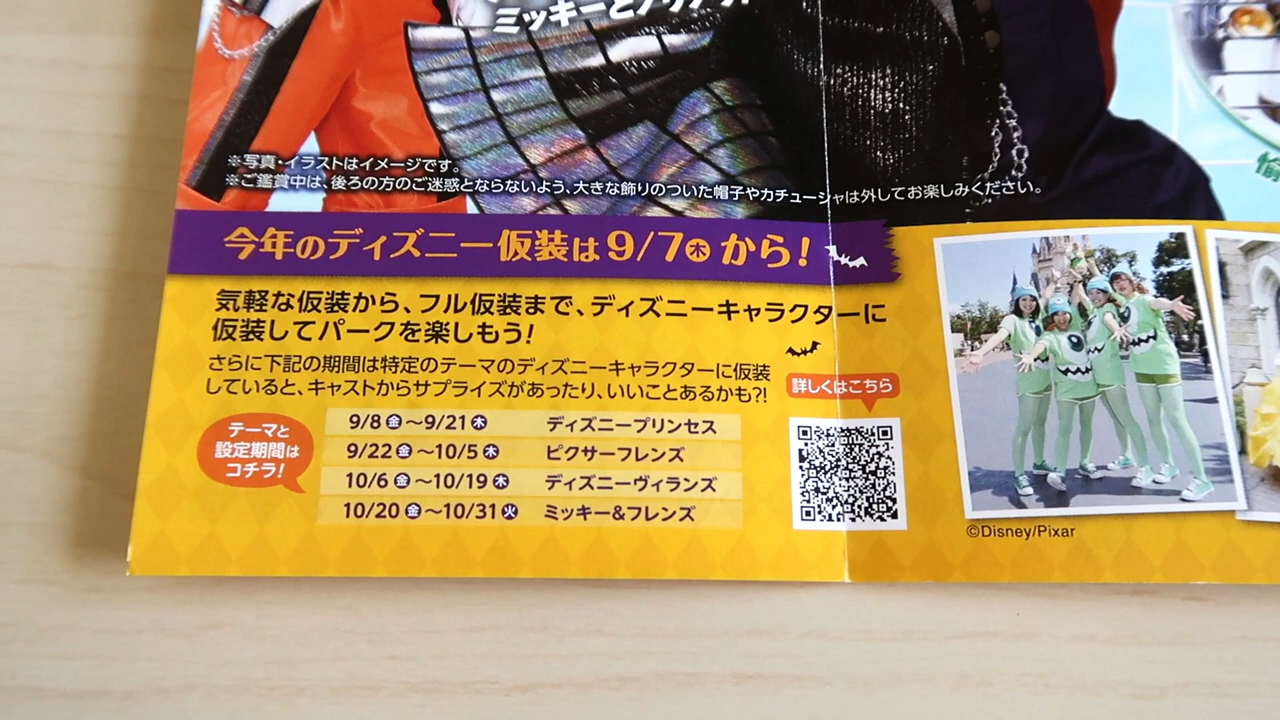 ミッキーと
※写真・イラストはイメージです。
※ご鑑賞中は、後ろの方のご迷惑とならないよう、大きな飾りのついた帽子やカチューシャは外してお楽しみください。
今年のディズニー仮装は9/7木から!
気軽な仮装から、フル仮装まで、ディズニーキャラクターに
仮装してパークを楽しもう!
さらに下記の期間は特定のテーマのディズニーキャラクターに仮装
していると、キャストからサプライズがあったり、いいことあるかも?!
詳しくはこちら
テーマと
設定期間は
コチラ!
9/8金～9/21木 ディズニープリンセス
9/22金～10/5木 ピクサーフレンズ
10/6金～10/19木 ディズニーヴィランズ
10/20金～10/31火 ミッキー&フレンズ
©Disney/Pixar